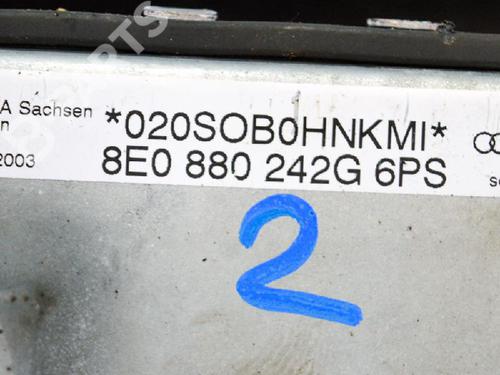 A Sachsen
*020SOB0HNKMI*
n
2003
8E0 880 242G 6PS
2